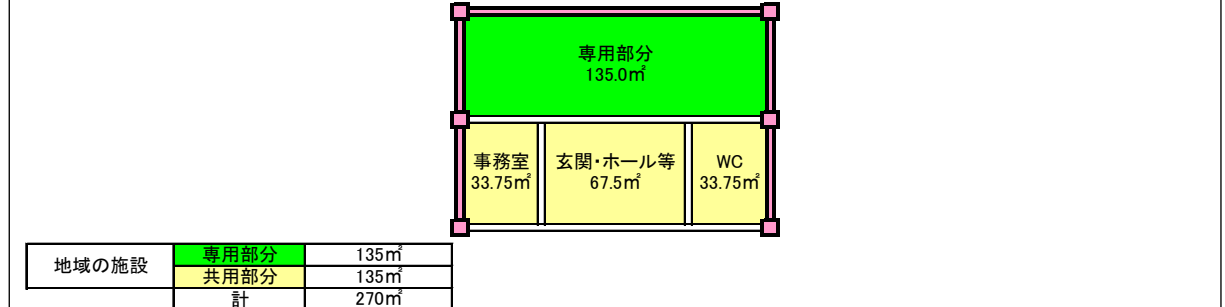 専用部分
135.0㎡
事務室
33.75㎡
玄関・ホール等
67.5㎡
WC
33.75㎡
地域の施設
専用部分 135㎡
共用部分 135㎡
計 270㎡